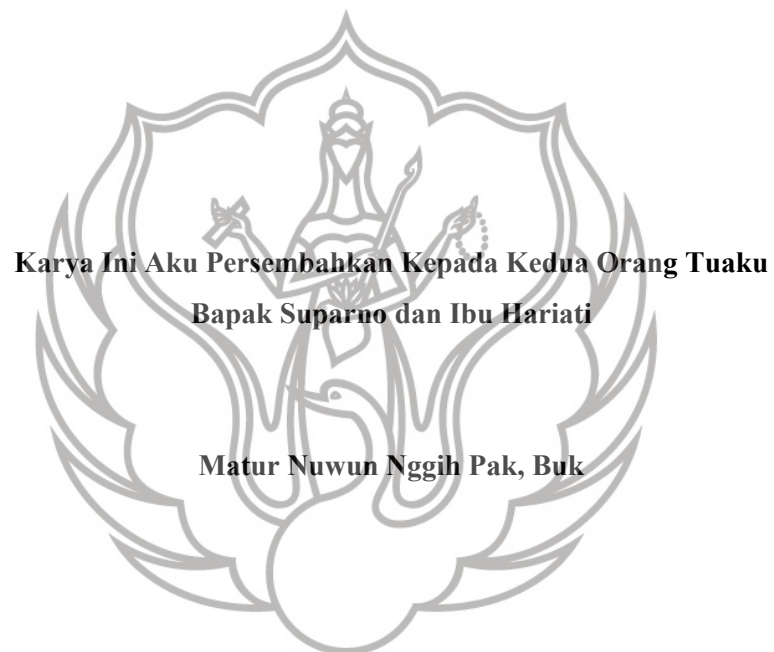 Karya Ini Aku Persembahkan Kepada Kedua Orang Tuaku
Bapak Suparno dan Ibu Hariati
Matur Nuwun Nggih Pak, Buk